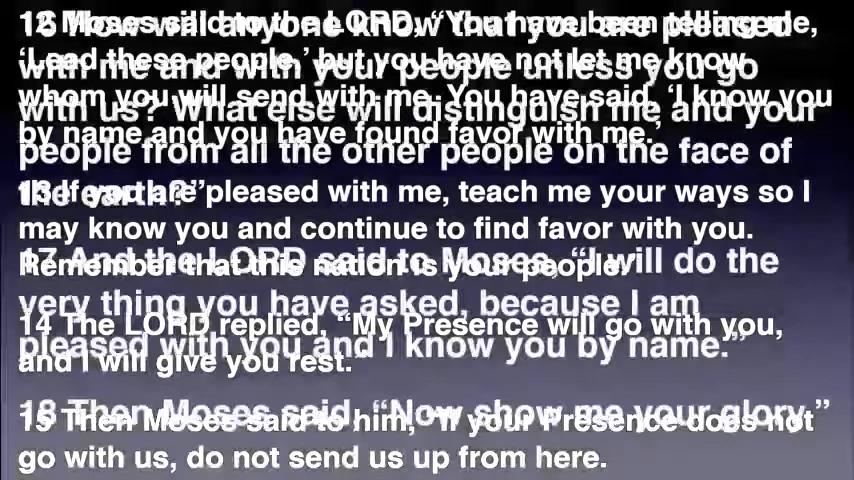 12 Moses said to the LORD, “You have been telling me,
‘Lead these people,’ but you have not let me know
whom you will send with me. You have said, ‘I know you
by name and you have found favor with me.’
13 If you are pleased with me, teach me your ways so I
may know you and continue to find favor with you.
Remember that this nation is your people.”
14 The LORD replied, “My Presence will go with you,
and I will give you rest.”
15 Then Moses said to him, “If your Presence does not
go with us, do not send us up from here.
16 How will anyone know that you are pleased
with me and with your people unless you go
with us? What else will distinguish me and your
people from all the other people on the face of
the earth?”
17 And the LORD said to Moses, “I will do the
very thing you have asked, because I am
pleased with you and I know you by name.”
18 Then Moses said, “Now show me your glory.”